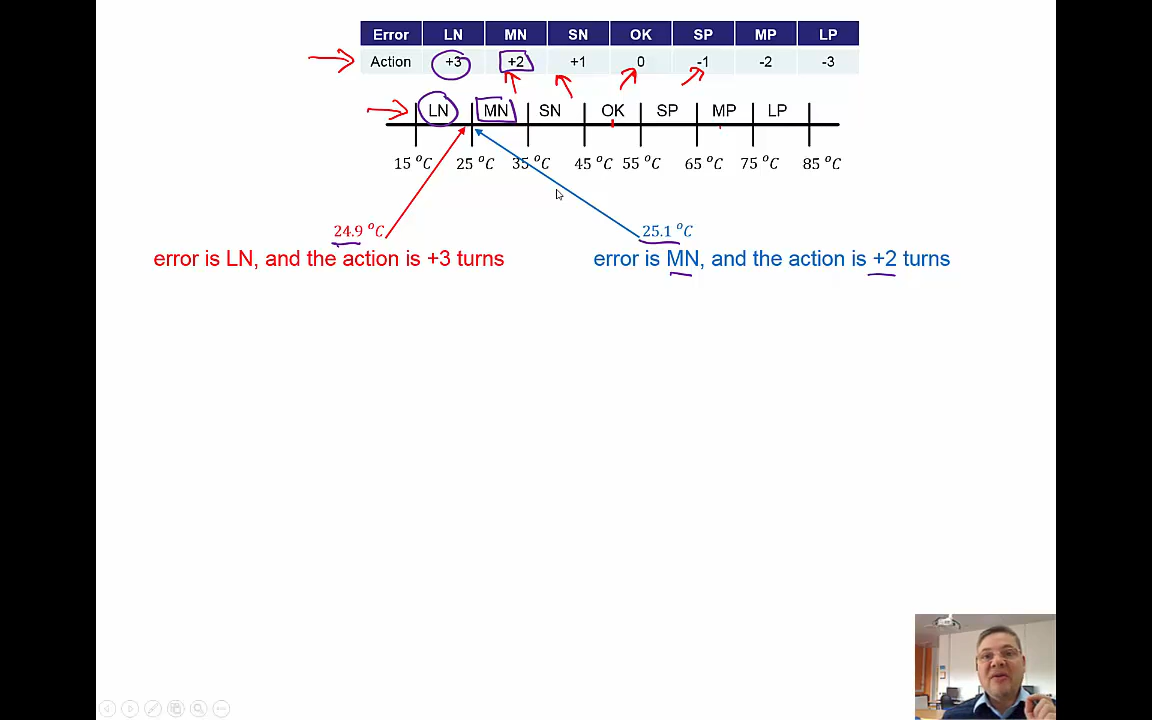 Error LN MN SN OK SP MP LP
Action +3 +2 +1 0 -1 -2 -3
LN MN SN OK SP MP LP
15 °C 25 °C 35 °C 45 °C 55 °C 65 °C 75 °C 85 °C
24.9 °C 25.1 °C
error is LN, and the action is +3 turns
error is MN, and the action is +2 turns